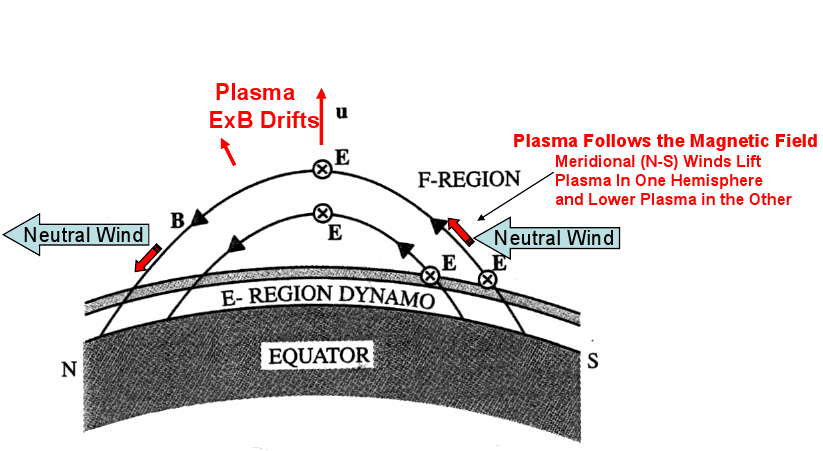 Plasma
ExB Drifts
u
E
Plasma Follows the Magnetic Field
Meridional (N-S) Winds Lift
Plasma In One Hemisphere
and Lower Plasma in the Other
F-REGION
B
E
Neutral Wind
Neutral Wind
E
E
E- REGION DYNAMO
EQUATOR
N
S